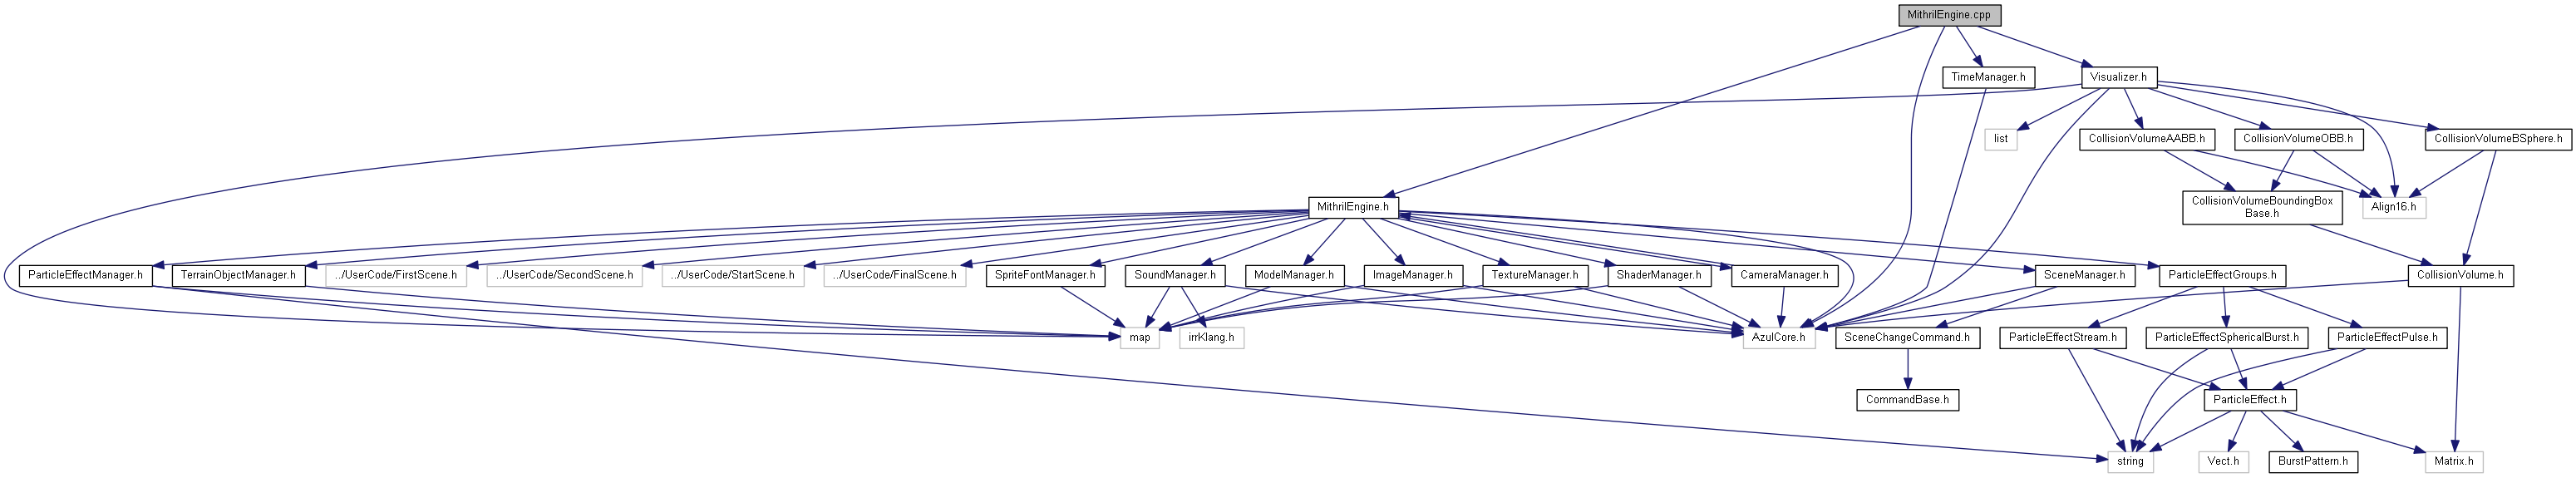 MithrilEngine.cpp
TimeManager.h
Visualizer.h
list
CollisionVolumeAABB.h
CollisionVolumeOBB.h
CollisionVolumeBSphere.h
MithrilEngine.h
CollisionVolumeBoundingBox
Base.h
Align16.h
ParticleEffectManager.h
TerrainObjectManager.h
../UserCode/FirstScene.h
../UserCode/SecondScene.h
../UserCode/StartScene.h
../UserCode/FinalScene.h
SpriteFontManager.h
SoundManager.h
ModelManager.h
ImageManager.h
TextureManager.h
ShaderManager.h
CameraManager.h
SceneManager.h
ParticleEffectGroups.h
CollisionVolume.h
map
irrKlang.h
AzulCore.h
SceneChangeCommand.h
ParticleEffectStream.h
ParticleEffectSphericalBurst.h
ParticleEffectPulse.h
CommandBase.h
ParticleEffect.h
string
Vect.h
BurstPattern.h
Matrix.h